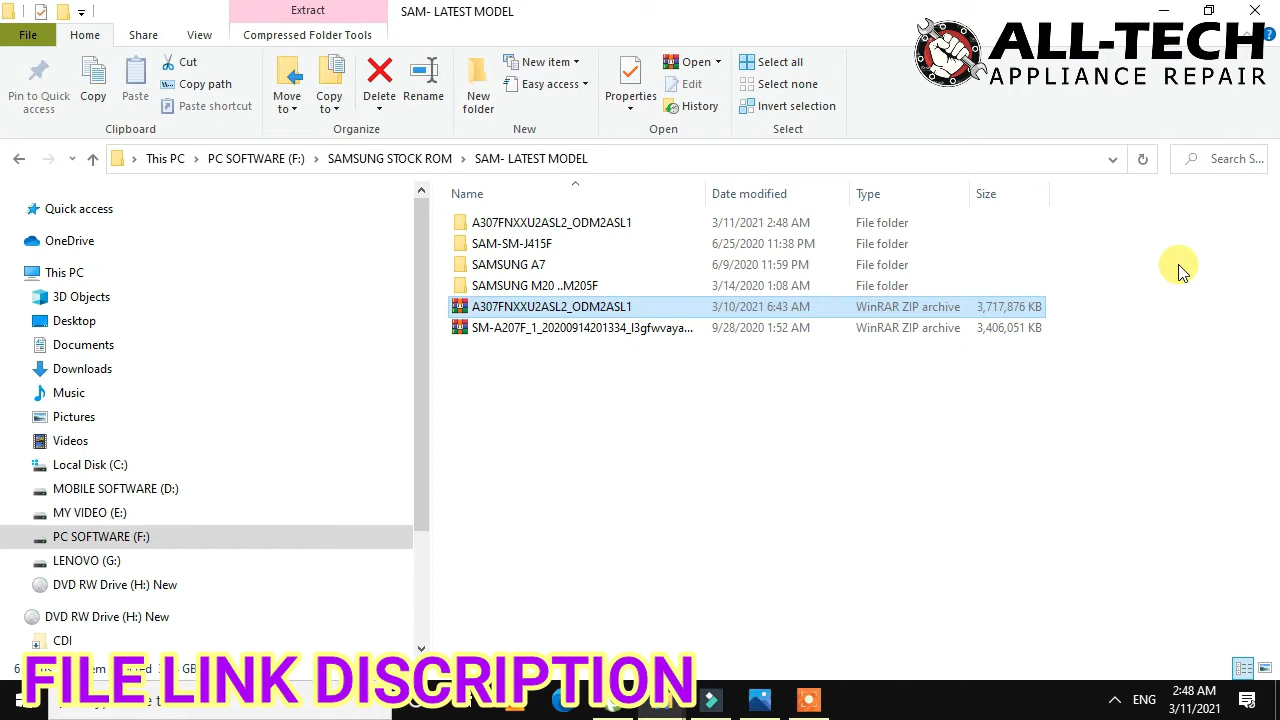 Extract
SAM- LATEST MODEL
File
Home
Share
View
Compressed Folder Tools
Pin to Quick access
Copy
Paste
Cut
Copy path
Paste shortcut
Clipboard
Move to
Copy to
Delete
Rename
Organize
New folder
New item
Easy access
New
Properties
Open
Edit
History
Open
Select all
Select none
Invert selection
Select
ALL-TECH
APPLIANCE REPAIR
This PC > PC SOFTWARE (F:) > SAMSUNG STOCK ROM > SAM- LATEST MODEL
Search S...
Name Date modified Type Size
A307FNXXU2ASL2_ODM2ASL1 3/11/2021 2:48 AM File folder
SAM-SM-J415F 6/25/2020 11:38 PM File folder
SAMSUNG A7 6/9/2020 11:59 PM File folder
SAMSUNG M20 ..M205F 3/14/2020 1:08 AM File folder
A307FNXXU2ASL2_ODM2ASL1 3/10/2021 6:43 AM WinRAR ZIP archive 3,717,876 KB
SM-A207F_1_20200914201334_l3gfwvaya... 9/28/2020 1:52 AM WinRAR ZIP archive 3,406,051 KB
Quick access
OneDrive
This PC
3D Objects
Desktop
Documents
Downloads
Music
Pictures
Videos
Local Disk (C:)
MOBILE SOFTWARE (D:)
MY VIDEO (E:)
PC SOFTWARE (F:)
LENOVO (G:)
DVD RW Drive (H:) New
DVD RW Drive (H:) New
CDI
FILE LINK DISCRIPTION
ENG
2:48 AM
3/11/2021